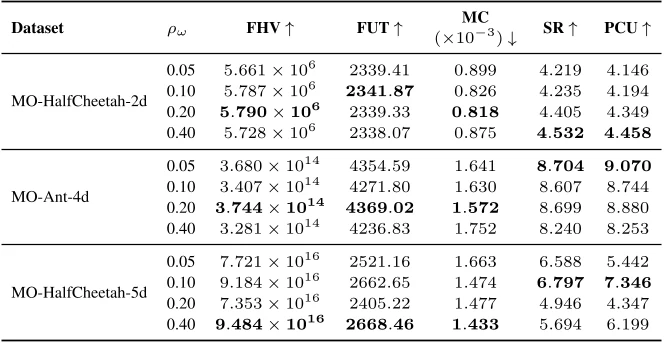 Dataset ρω FHV ↑ FUT ↑ MC (×10⁻³) ↓ SR ↑ PCU ↑
MO-HalfCheetah-2d
0.05 5.661 × 10⁶ 2339.41 0.899 4.219 4.146
0.10 5.787 × 10⁶ 2341.87 0.826 4.235 4.194
0.20 5.790 × 10⁶ 2339.33 0.818 4.405 4.349
0.40 5.728 × 10⁶ 2338.07 0.875 4.532 4.458
MO-Ant-4d
0.05 3.680 × 10¹⁴ 4354.59 1.641 8.704 9.070
0.10 3.407 × 10¹⁴ 4271.80 1.630 8.607 8.744
0.20 3.744 × 10¹⁴ 4369.02 1.572 8.699 8.880
0.40 3.281 × 10¹⁴ 4236.83 1.752 8.240 8.253
MO-HalfCheetah-5d
0.05 7.721 × 10¹⁶ 2521.16 1.663 6.588 5.442
0.10 9.184 × 10¹⁶ 2662.65 1.474 6.797 7.346
0.20 7.353 × 10¹⁶ 2405.22 1.477 4.946 4.347
0.40 9.484 × 10¹⁶ 2668.46 1.433 5.694 6.199